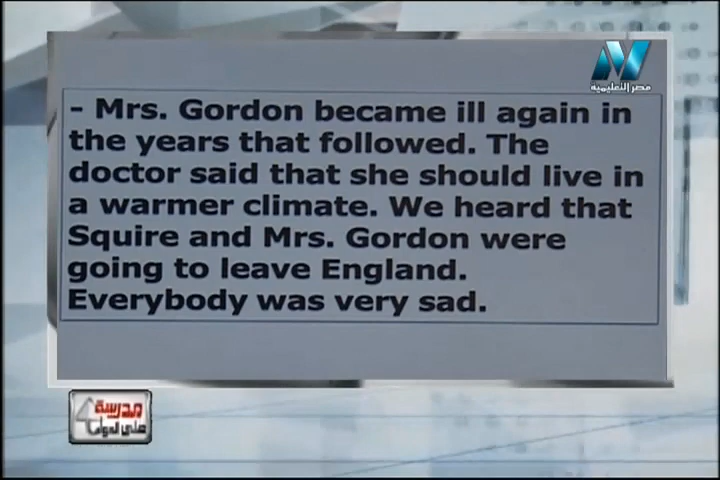 مصر التعليمية
- Mrs. Gordon became ill again in
the years that followed. The
doctor said that she should live in
a warmer climate. We heard that
Squire and Mrs. Gordon were
going to leave England.
Everybody was very sad.
مدرسة
على الهواء